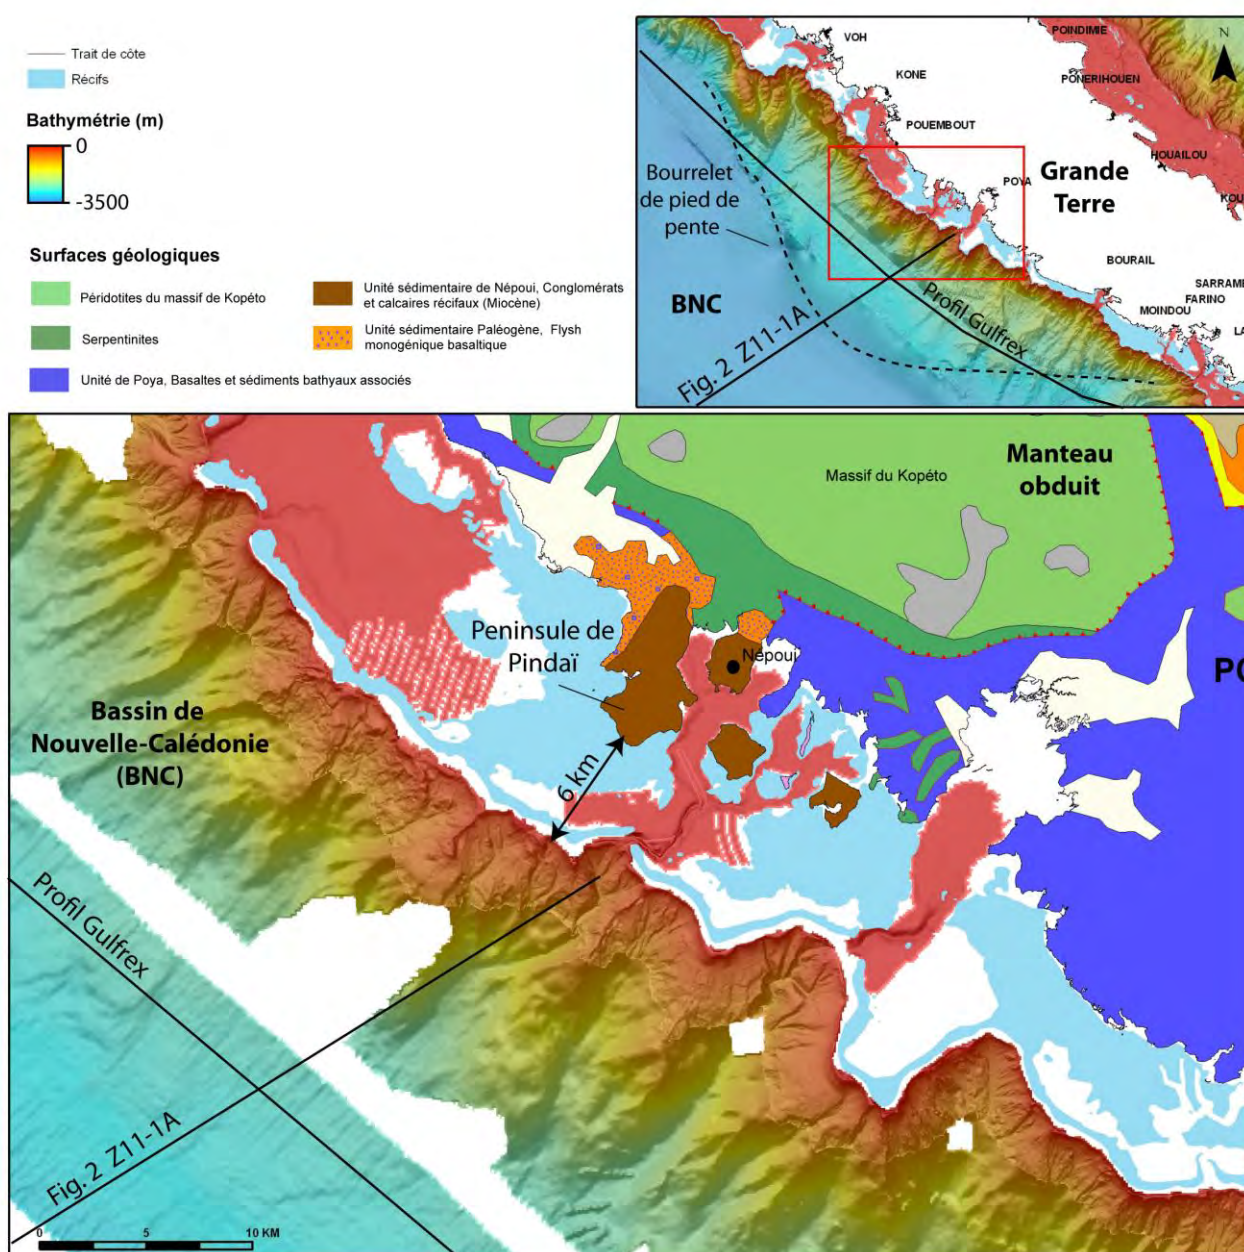 Trait de côte
Récifs
Bathymétrie (m)
0
-3500
Surfaces géologiques
Péridotites du massif de Kopéto
Serpentinites
Unité de Poya, Basaltes et sédiments bathyaux associés
Unité sédimentaire de Népoui, Conglomérats
et calcaires récifaux (Miocène)
Unité sédimentaire Paléogène, Flysh
monogénique basaltique
VOH
KONE
POUEMBOUT
POYA
BOURAIL
MOINDOU
FARINO
SARRAME
LA
POINDIMIE
PONERIHOUEN
HOUAILOU
KOU
N
Grande
Terre
Bourrelet
de pied de
pente
BNC
Profil Gulfrex
Fig. 2 Z11-1A
Massif du Kopéto
Manteau
obduit
Peninsule de
Pindaï
Népoui
PO
6 km
Bassin de
Nouvelle-Calédonie
(BNC)
Profil Gulfrex
Fig. 2 Z11-1A
0 5 10 KM